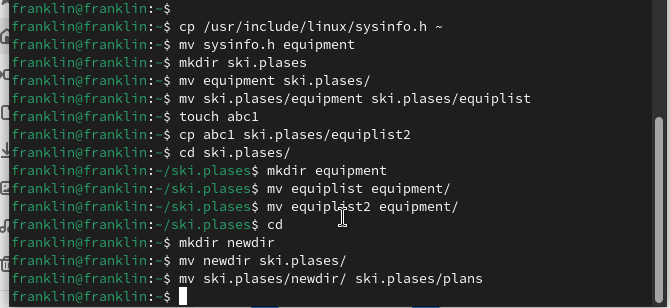 franklin@franklin:~$
franklin@franklin:~$ cp /usr/include/linux/sysinfo.h ~
franklin@franklin:~$ mv sysinfo.h equipment
franklin@franklin:~$ mkdir ski.plases
franklin@franklin:~$ mv equipment ski.plases/
franklin@franklin:~$ mv ski.plases/equipment ski.plases/equiplist
franklin@franklin:~$ touch abc1
franklin@franklin:~$ cp abc1 ski.plases/equiplist2
franklin@franklin:~$ cd ski.plases/
franklin@franklin:~/ski.plases$ mkdir equipment
franklin@franklin:~/ski.plases$ mv equiplist equipment/
franklin@franklin:~/ski.plases$ mv equiplist2 equipment/
franklin@franklin:~/ski.plases$ cd
franklin@franklin:~$ mkdir newdir
franklin@franklin:~$ mv newdir ski.plases/
franklin@franklin:~$ mv ski.plases/newdir/ ski.plases/plans
franklin@franklin:~$